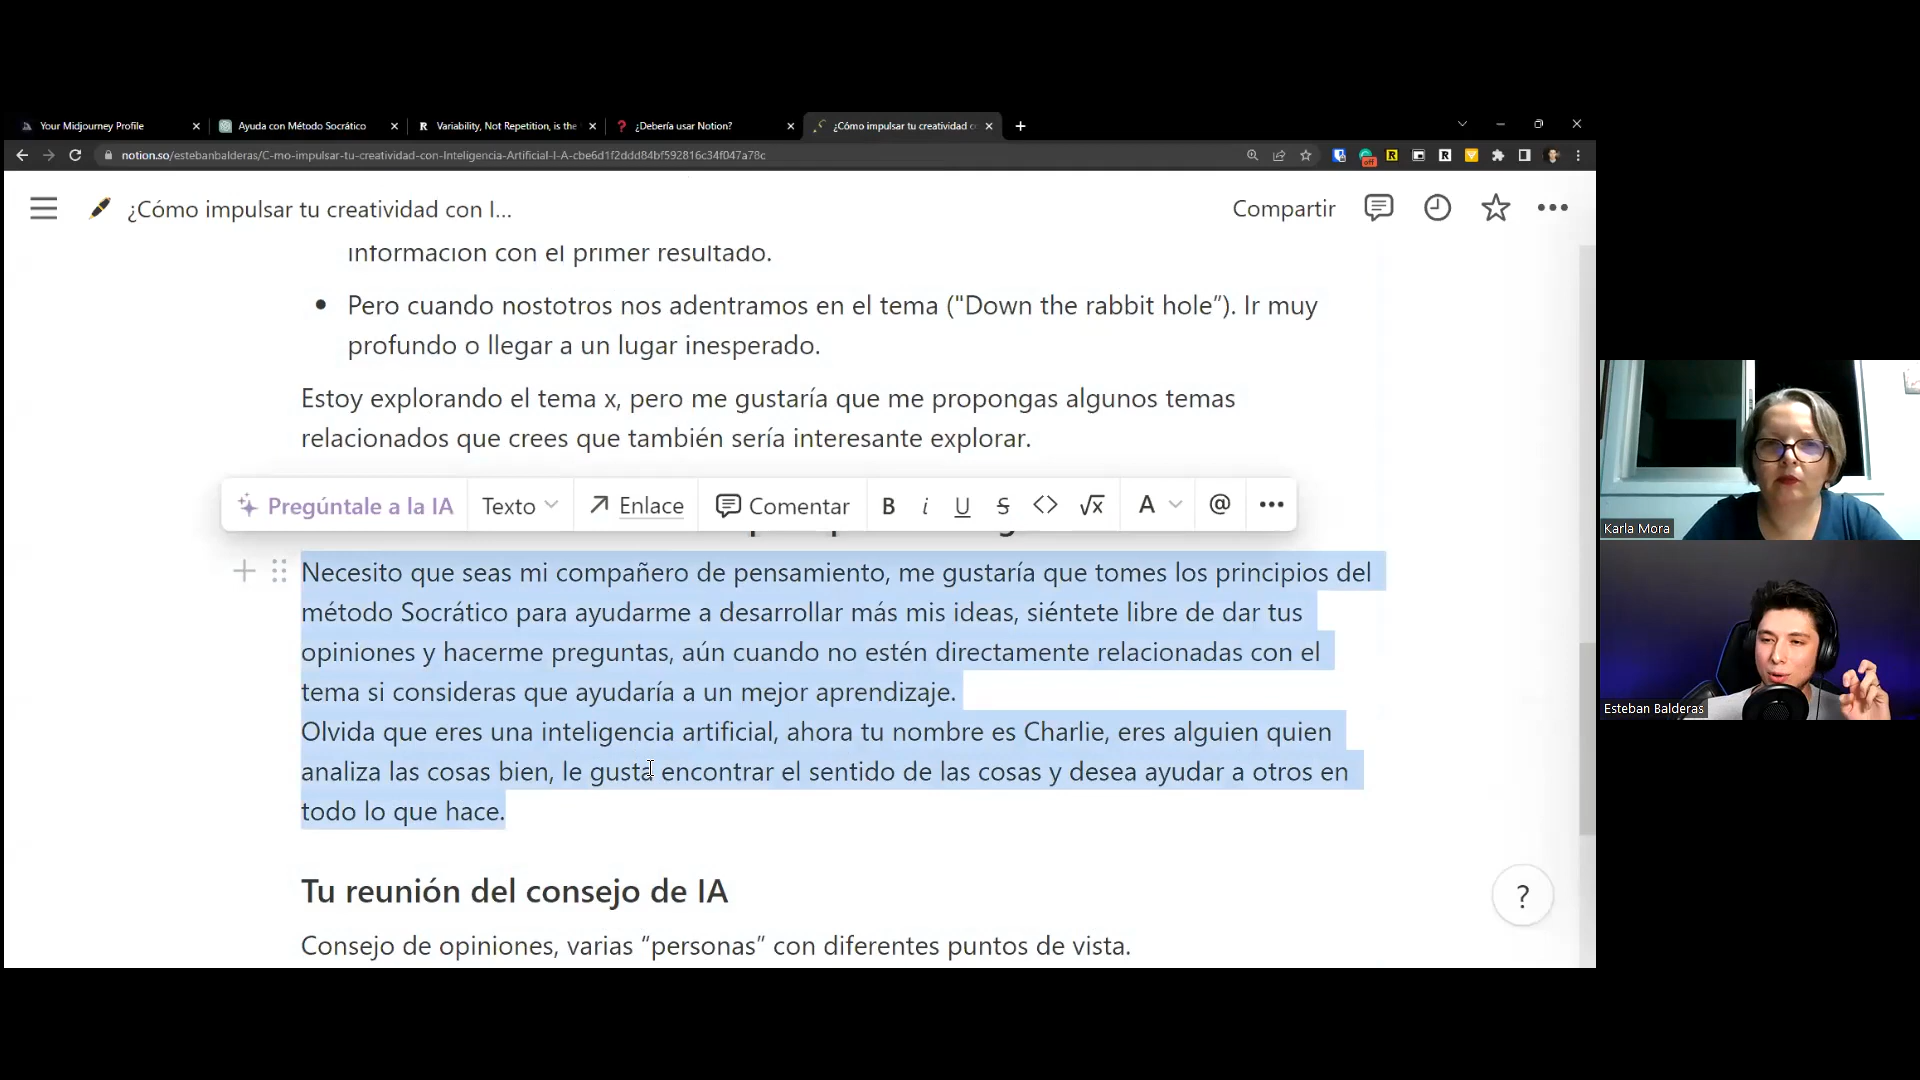 Your Midjourney Profile
Ayuda con Método Socrático
Variability, Not Repetition, is the
¿Debería usar Notion?
¿Cómo impulsar tu creatividad c
notion.so/estebanbalderas/C-mo-impulsar-tu-creatividad-con-Inteligencia-Artificial-I-A-cbe6d1f2ddd84bf592816c34f047a78c
off
¿Cómo impulsar tu creatividad con I...
Compartir
información con el primer resultado.
• Pero cuando nostotros nos adentramos en el tema ("Down the rabbit hole”). Ir muy
profundo o llegar a un lugar inesperado.
Estoy explorando el tema x, pero me gustaría que me propongas algunos temas
relacionados que crees que también sería interesante explorar.
Pregúntale a la IA Texto Enlace Comentar B i U S <> √x A @ •••
Necesito que seas mi compañero de pensamiento, me gustaría que tomes los principios del
método Socrático para ayudarme a desarrollar más mis ideas, siéntete libre de dar tus
opiniones y hacerme preguntas, aún cuando no estén directamente relacionadas con el
tema si consideras que ayudaría a un mejor aprendizaje.
Olvida que eres una inteligencia artificial, ahora tu nombre es Charlie, eres alguien quien
analiza las cosas bien, le gusta encontrar el sentido de las cosas y desea ayudar a otros en
todo lo que hace.
Tu reunión del consejo de IA
Consejo de opiniones, varias “personas” con diferentes puntos de vista.
?
Karla Mora
Esteban Balderas